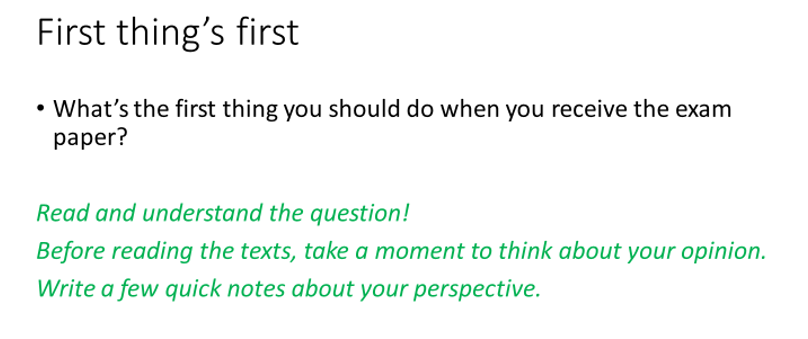 First thing's first
• What's the first thing you should do when you receive the exam
paper?
Read and understand the question!
Before reading the texts, take a moment to think about your opinion.
Write a few quick notes about your perspective.